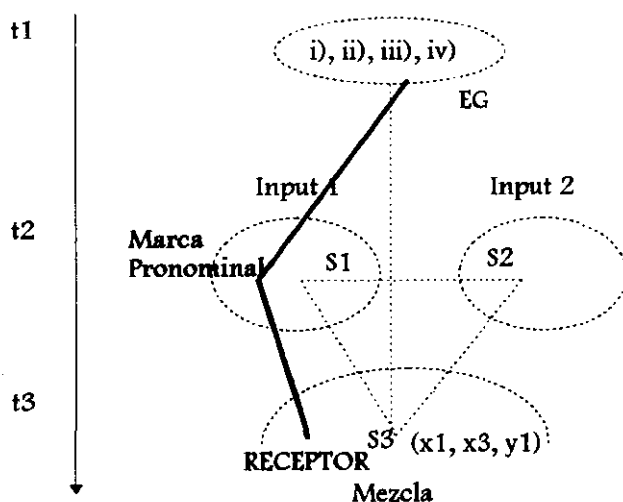 t1
i), ii), iii), iv)
EG
Input 1
Input 2
t2
Marca
Pronominal
S1
S2
t3
S3
(x1, x3, y1)
RECEPTOR
Mezcla